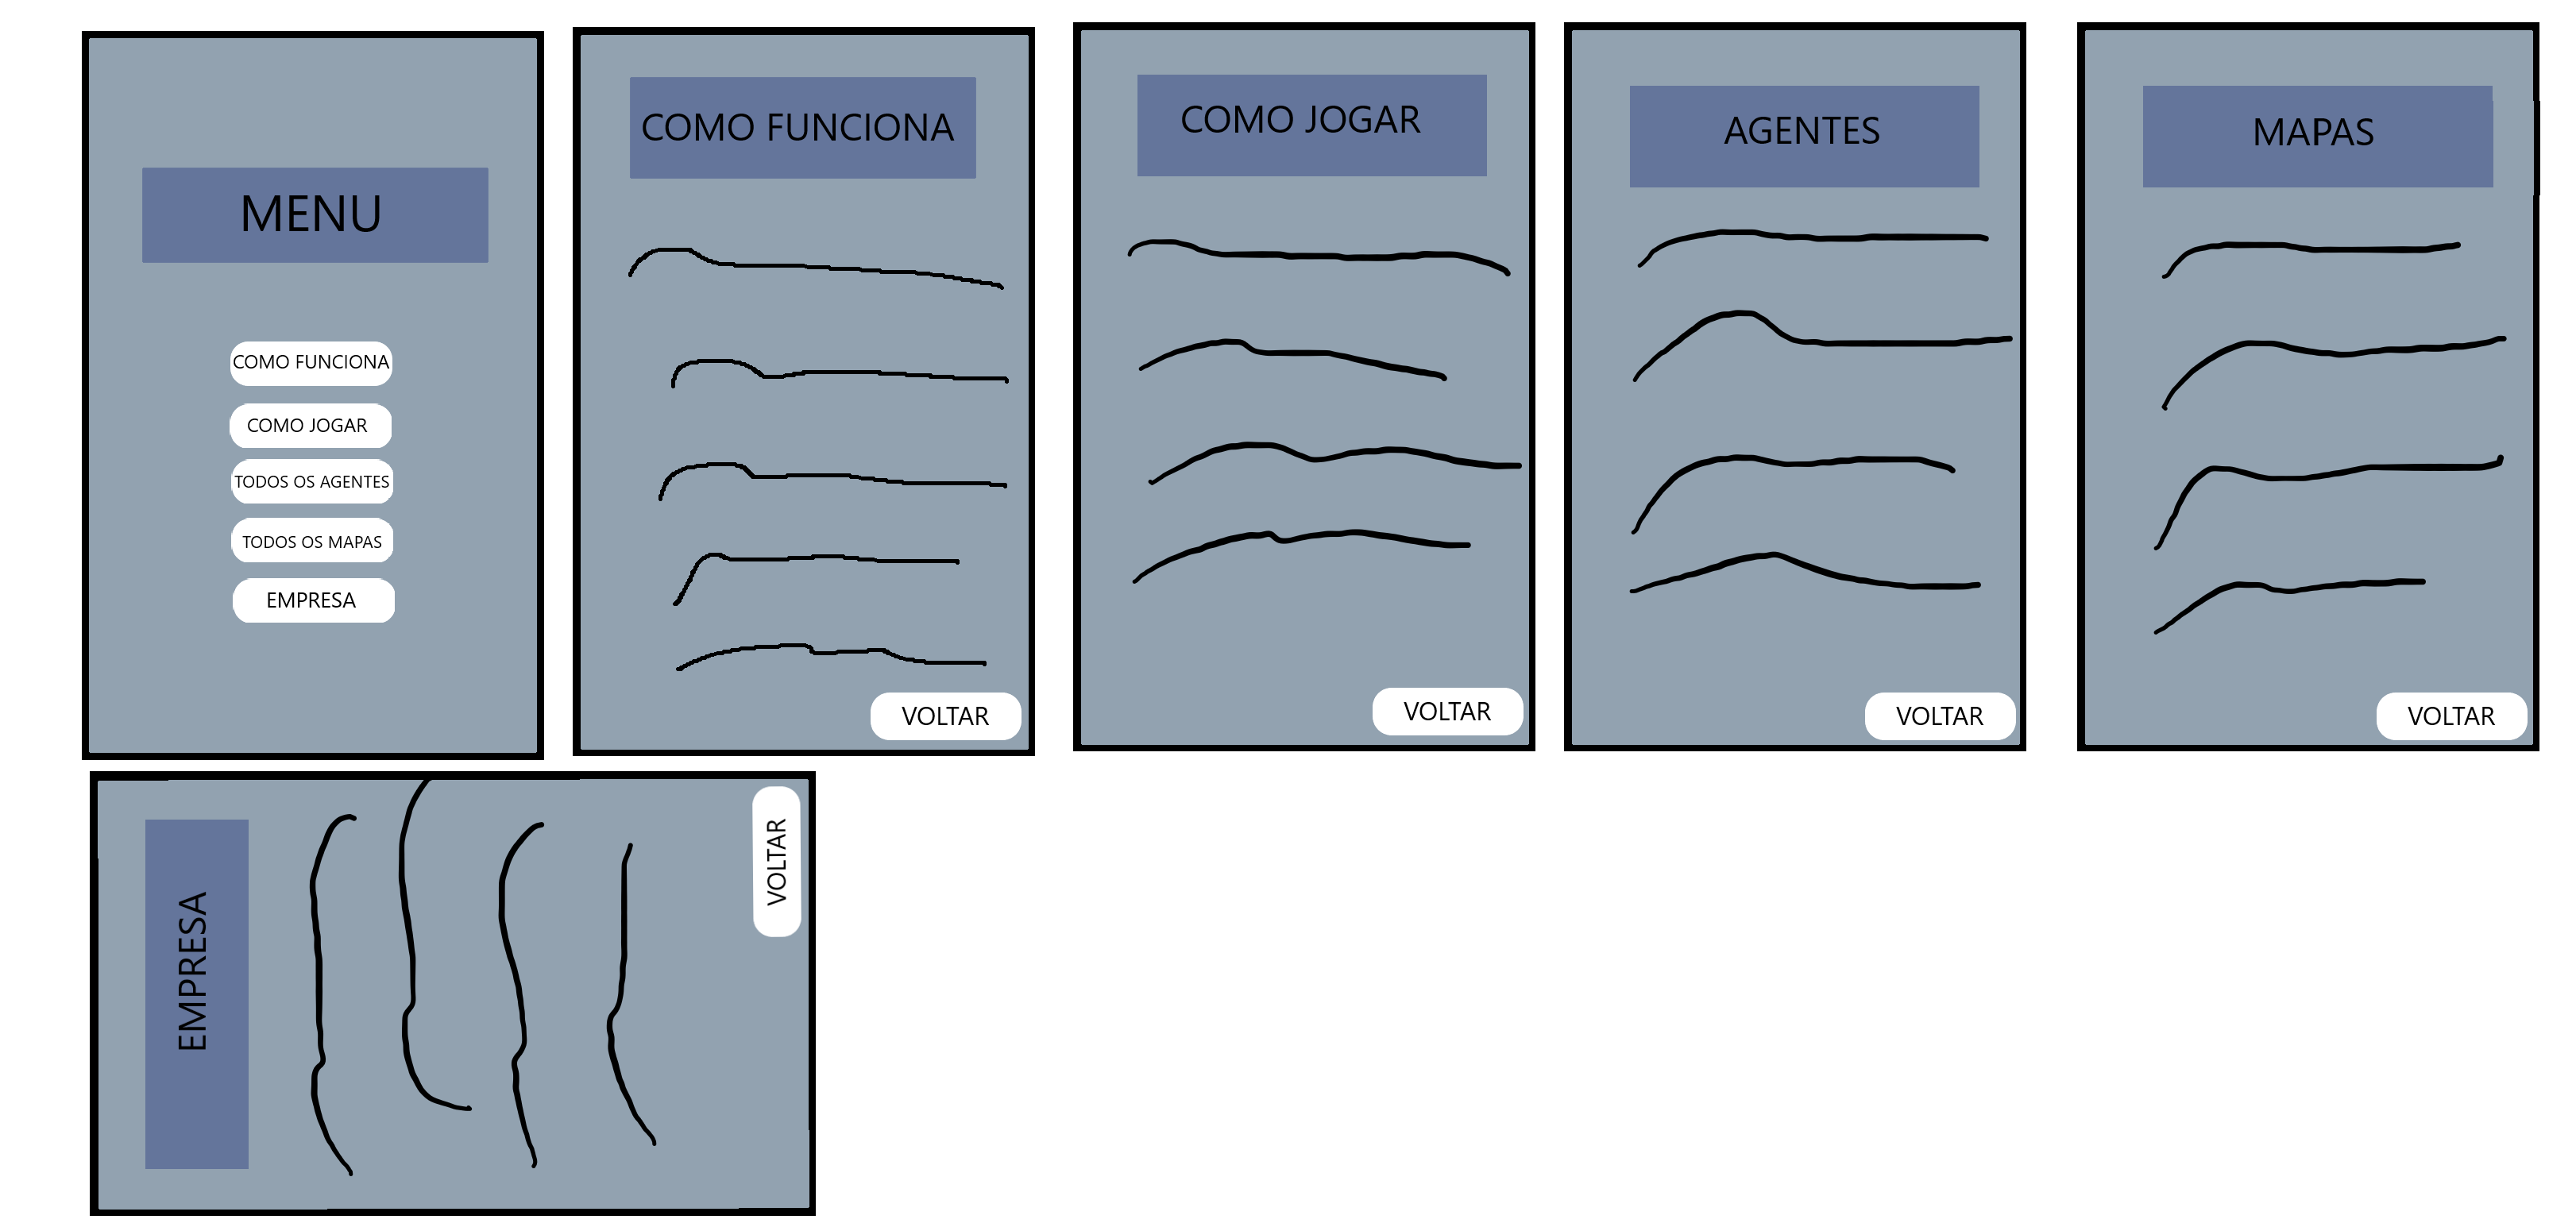 MENU
COMO FUNCIONA
COMO JOGAR
TODOS OS AGENTES
TODOS OS MAPAS
EMPRESA
COMO FUNCIONA
VOLTAR
COMO JOGAR
VOLTAR
AGENTES
VOLTAR
MAPAS
VOLTAR
EMPRESA
VOLTAR